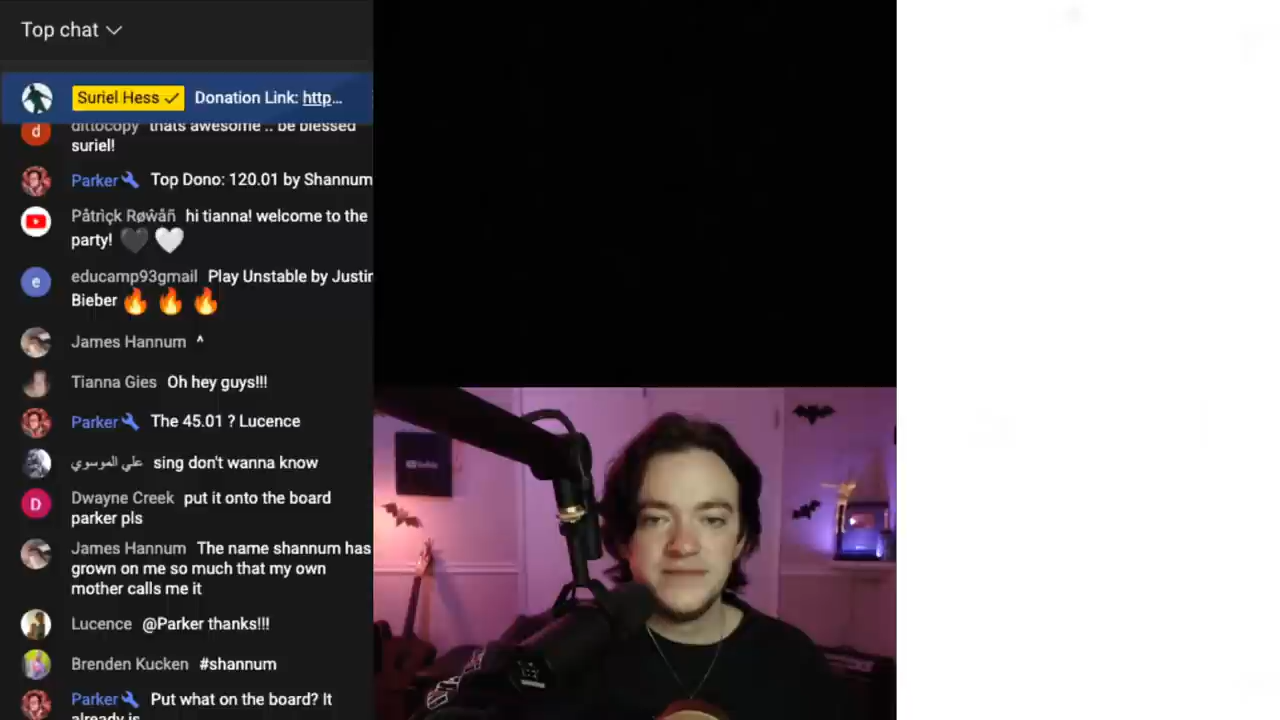 Top chat
Suriel Hess Donation Link: http...
dittocopy thats awesome .. be blessed
suriel!
Parker Top Dono: 120.01 by Shannum
Påtrìçk Røŵåñ hi tianna! welcome to the
party! 🖤 🤍
educamp93gmail Play Unstable by Justin
Bieber 🔥 🔥 🔥
James Hannum ^
Tianna Gies Oh hey guys!!!
Parker The 45.01 ? Lucence
علي الموسوي sing don't wanna know
Dwayne Creek put it onto the board
parker pls
James Hannum The name shannum has
grown on me so much that my own
mother calls me it
Lucence @Parker thanks!!!
Brenden Kucken #shannum
Parker Put what on the board? It
already is